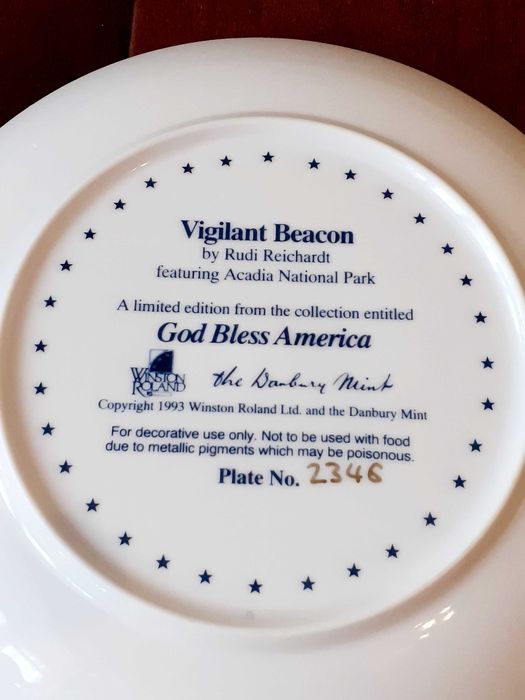 Vigilant Beacon
by Rudi Reichardt
featuring Acadia National Park
A limited edition from the collection entitled
God Bless America
WINSTON ROLAND the Danbury Mint
Copyright 1993 Winston Roland Ltd. and the Danbury Mint
For decorative use only. Not to be used with food
due to metallic pigments which may be poisonous.
Plate No. 2346